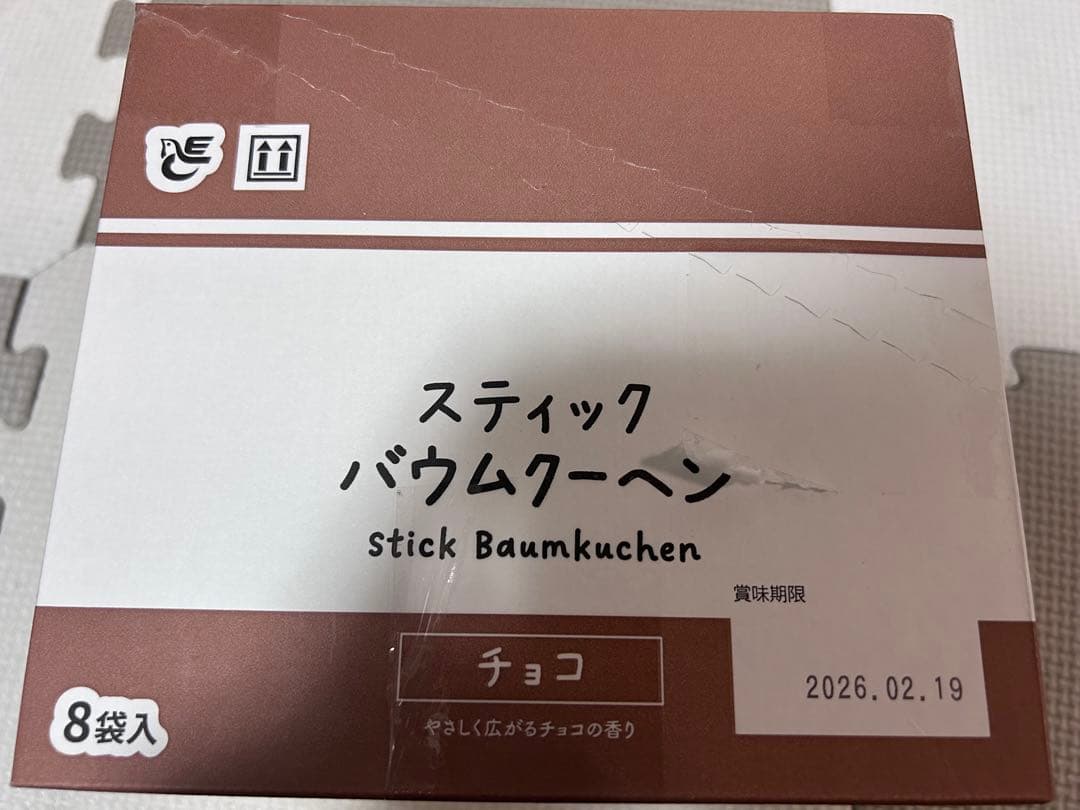 スティック
バウムクーヘン
Stick Baumkuchen
賞味期限
2026.02.19
チョコ
やさしく広がるチョコの香り
8袋入